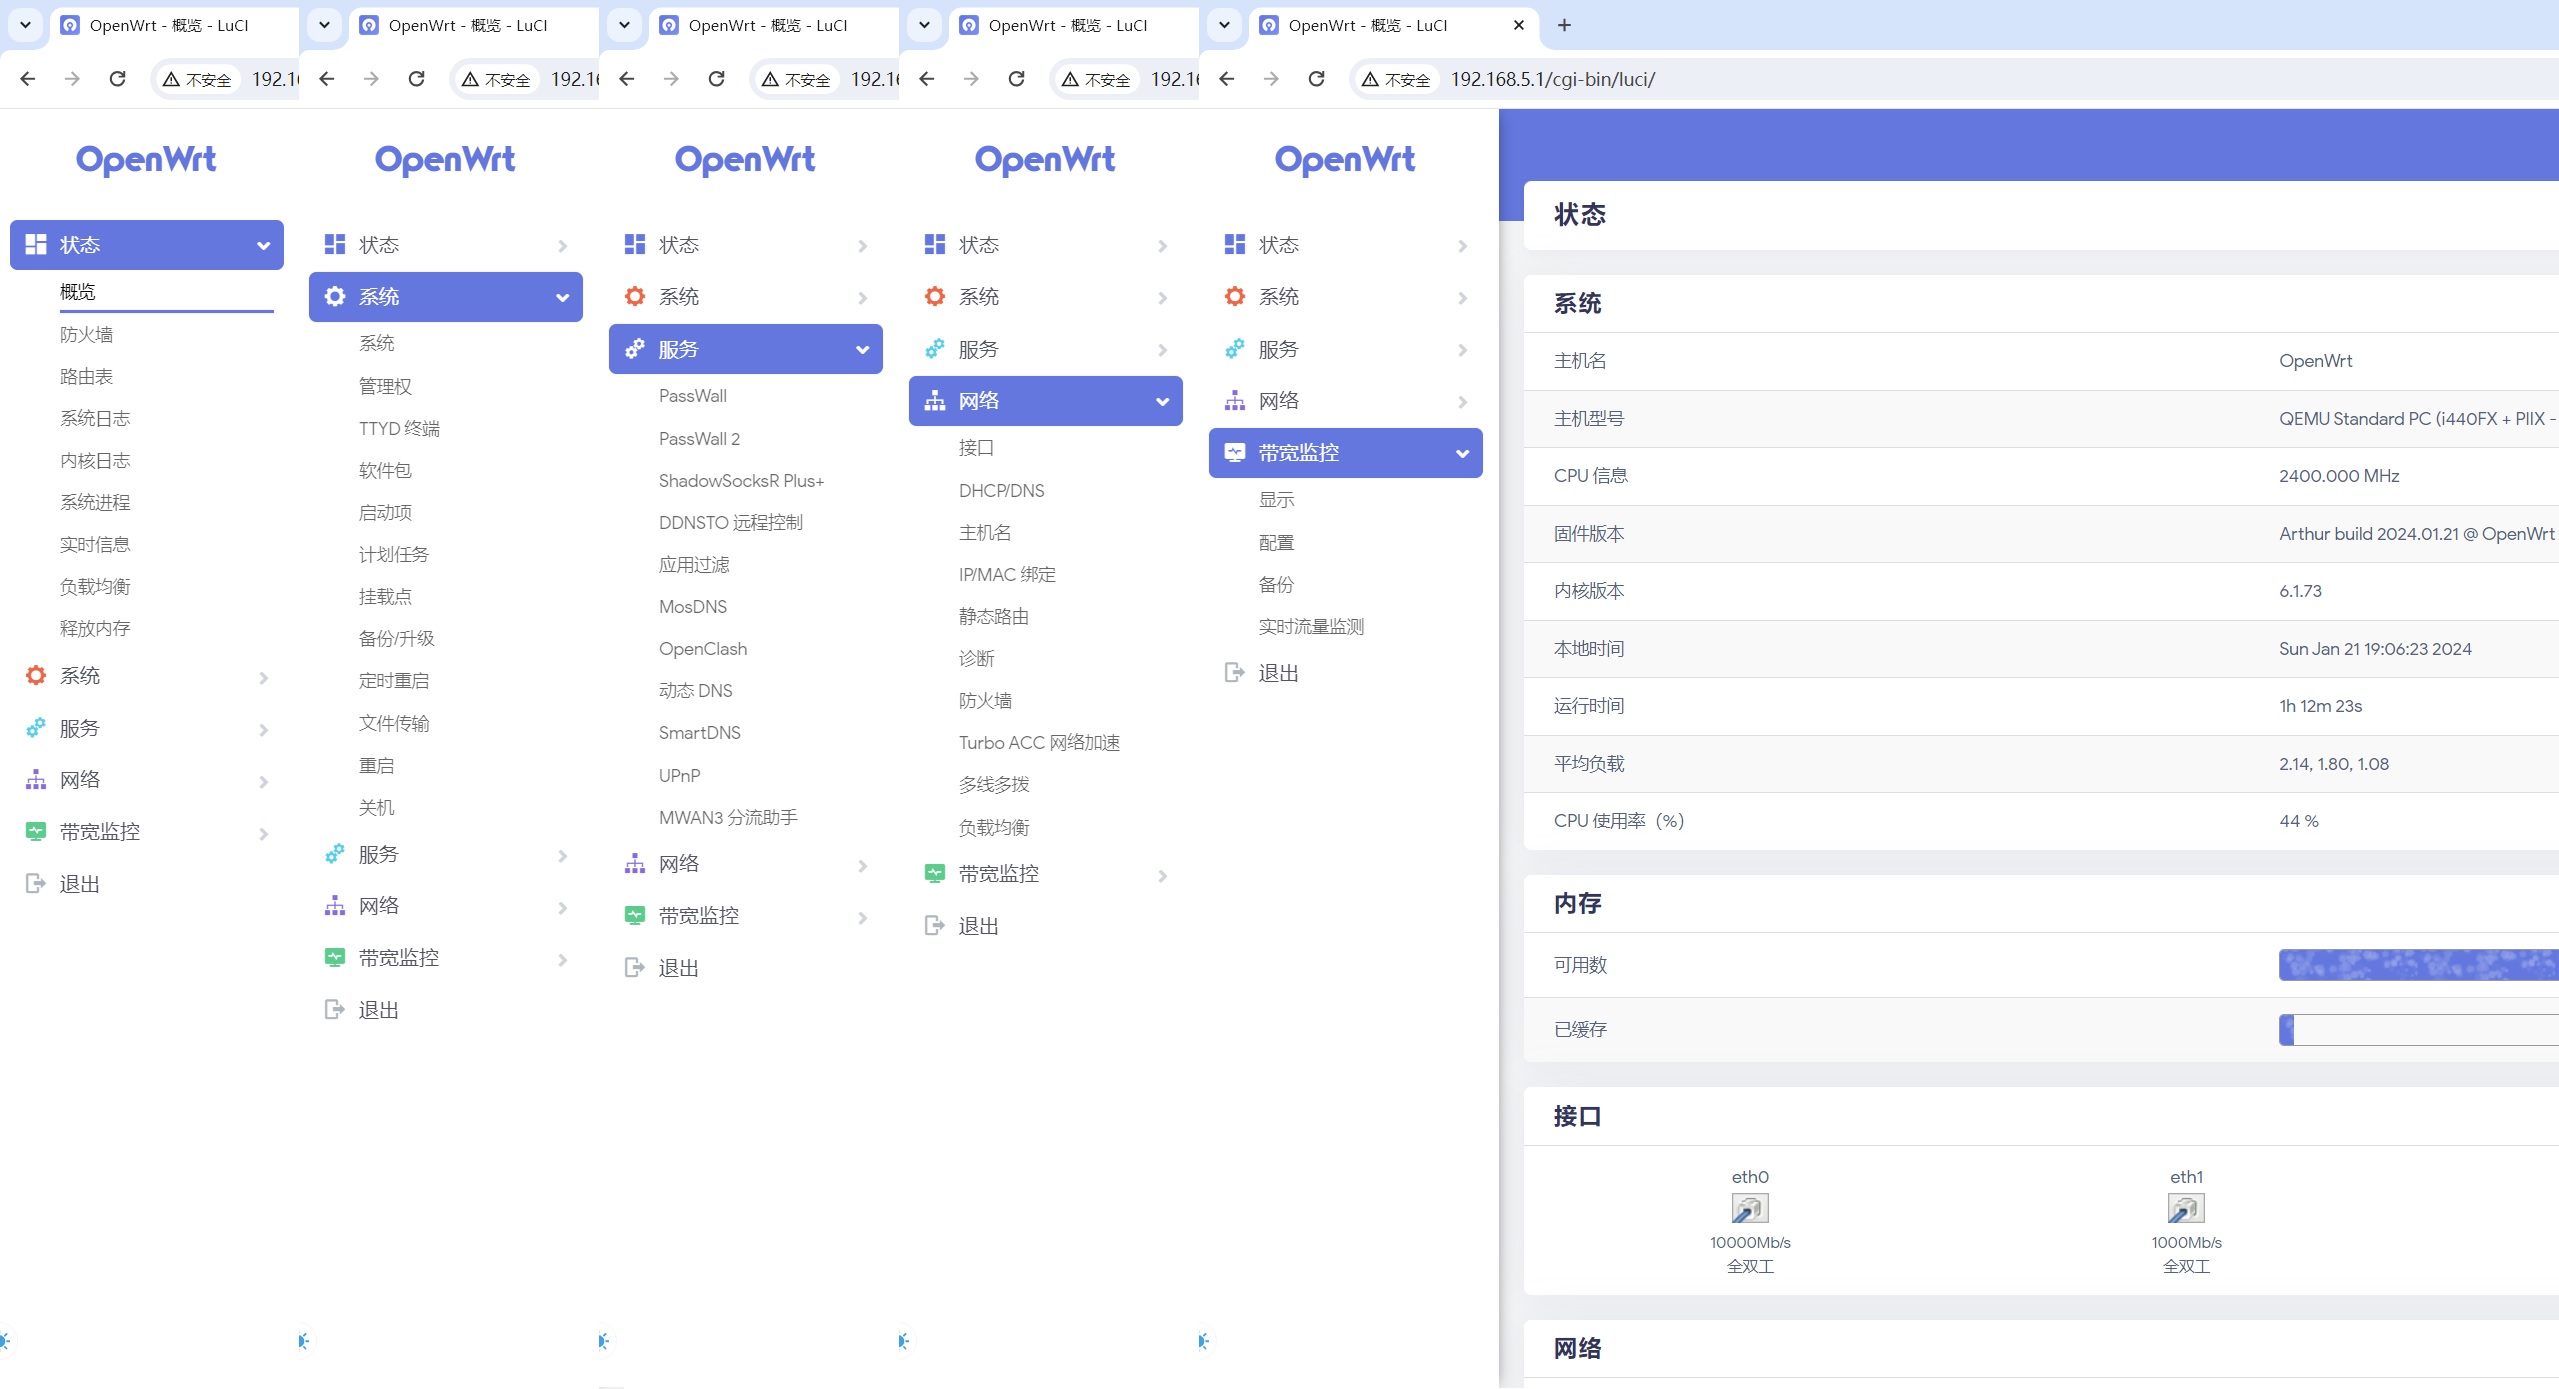 OpenWrt - 概览 - LuCI
不安全 192.16
OpenWrt
状态
概览
防火墙
路由表
系统日志
内核日志
系统进程
实时信息
负载均衡
释放内存
系统
服务
网络
带宽监控
退出
OpenWrt - 概览 - LuCI
不安全 192.16
OpenWrt
状态
系统
系统
管理权
TTYD 终端
软件包
启动项
计划任务
挂载点
备份/升级
定时重启
文件传输
重启
关机
服务
网络
带宽监控
退出
OpenWrt - 概览 - LuCI
不安全 192.16
OpenWrt
状态
系统
服务
PassWall
PassWall 2
ShadowSocksR Plus+
DDNSTO 远程控制
应用过滤
MosDNS
OpenClash
动态 DNS
SmartDNS
UPnP
MWAN3 分流助手
网络
带宽监控
退出
OpenWrt - 概览 - LuCI
不安全 192.16
OpenWrt
状态
系统
服务
网络
接口
DHCP/DNS
主机名
IP/MAC 绑定
静态路由
诊断
防火墙
Turbo ACC 网络加速
多线多拨
负载均衡
带宽监控
退出
OpenWrt - 概览 - LuCI
不安全 192.168.5.1/cgi-bin/luci/
OpenWrt
状态
系统
服务
网络
带宽监控
显示
配置
备份
实时流量监测
退出
状态
系统
主机名 OpenWrt
主机型号 QEMU Standard PC (i440FX + PIIX -
CPU 信息 2400.000 MHz
固件版本 Arthur build 2024.01.21 @ OpenWrt
内核版本 6.1.73
本地时间 Sun Jan 21 19:06:23 2024
运行时间 1h 12m 23s
平均负载 2.14, 1.80, 1.08
CPU 使用率（%） 44 %
内存
可用数
已缓存
接口
eth0 eth1
10000Mb/s 1000Mb/s
全双工 全双工
网络